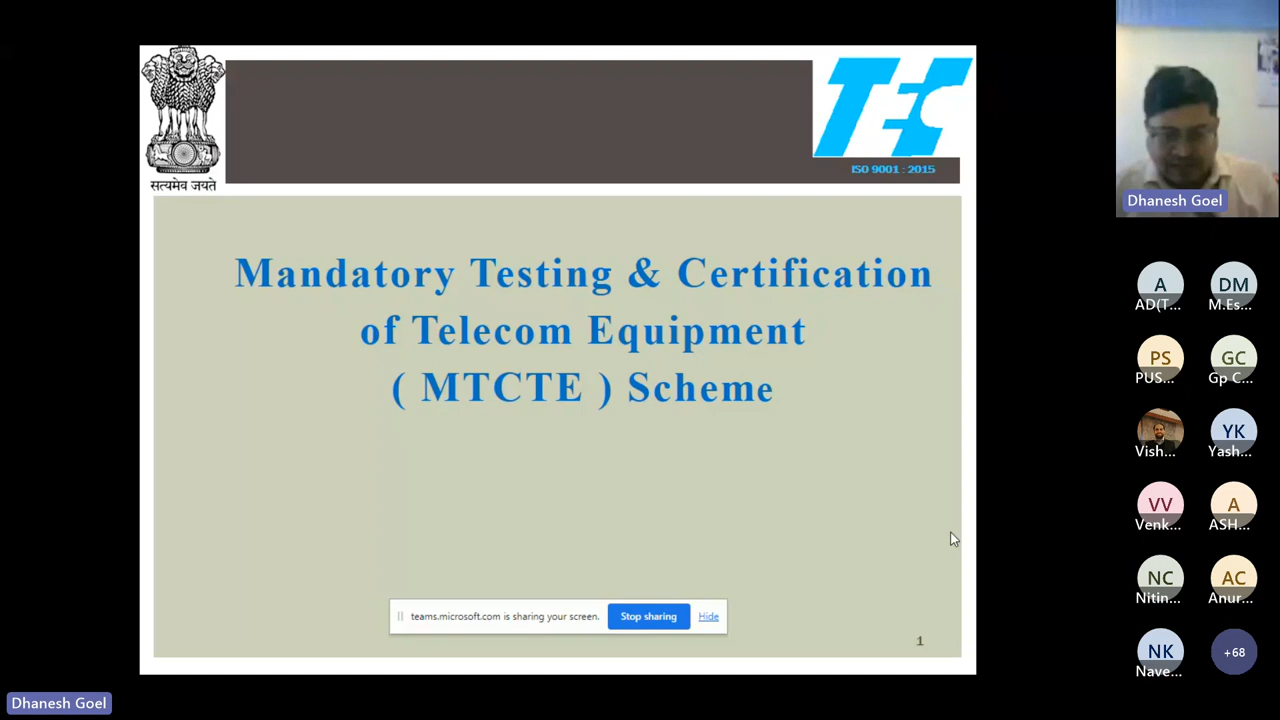 सत्यमेव जयते
TEC
ISO 9001 : 2015
Mandatory Testing & Certification
of Telecom Equipment
( MTCTE ) Scheme
teams.microsoft.com is sharing your screen.
Stop sharing
Hide
1
Dhanesh Goel
A
AD(T...
DM
M.Es...
PS
PUS...
GC
Gp C...
Vish...
YK
Yash...
VV
Venk...
A
ASH...
NC
Nitin...
AC
Anur...
NK
Nave...
+68
Dhanesh Goel